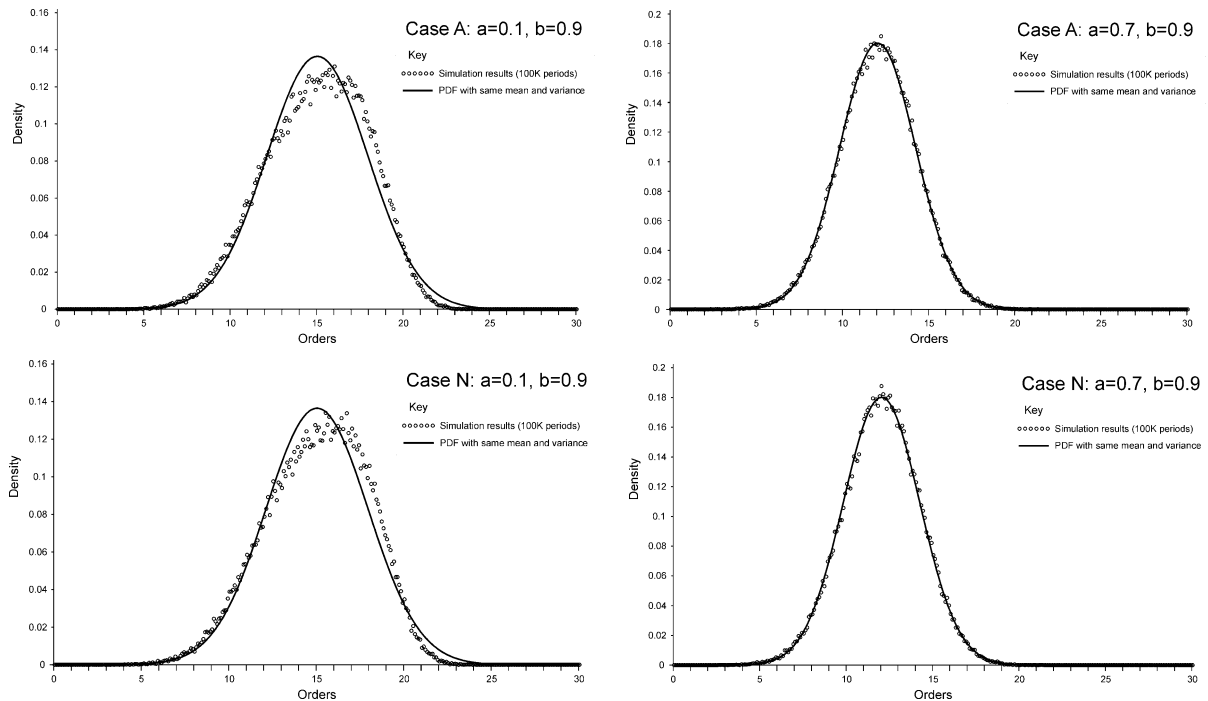 Case A: a=0.1, b=0.9
Key
Simulation results (100K periods)
PDF with same mean and variance
Density
0.16
0.14
0.12
0.1
0.08
0.06
0.04
0.02
0
0 5 10 15 20 25 30
Orders
Case A: a=0.7, b=0.9
Key
Simulation results (100K periods)
PDF with same mean and variance
Density
0.2
0.18
0.16
0.14
0.12
0.1
0.08
0.06
0.04
0.02
0
0 5 10 15 20 25 30
Orders
Case N: a=0.1, b=0.9
Key
Simulation results (100K periods)
PDF with same mean and variance
Density
0.16
0.14
0.12
0.1
0.08
0.06
0.04
0.02
0
0 5 10 15 20 25 30
Orders
Case N: a=0.7, b=0.9
Key
Simulation results (100K periods)
PDF with same mean and variance
Density
0.2
0.18
0.16
0.14
0.12
0.1
0.08
0.06
0.04
0.02
0
0 5 10 15 20 25 30
Orders